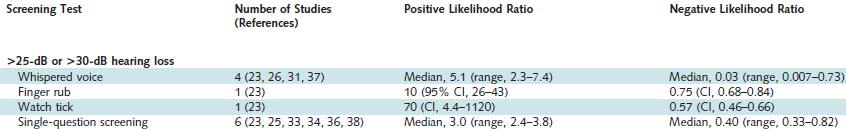 Screening Test Number of Studies (References) Positive Likelihood Ratio Negative Likelihood Ratio
>25-dB or >30-dB hearing loss
Whispered voice 4 (23, 26, 31, 37) Median, 5.1 (range, 2.3–7.4) Median, 0.03 (range, 0.007–0.73)
Finger rub 1 (23) 10 (95% CI, 26–43) 0.75 (CI, 0.68–0.84)
Watch tick 1 (23) 70 (CI, 4.4–1120) 0.57 (CI, 0.46–0.66)
Single-question screening 6 (23, 25, 33, 34, 36, 38) Median, 3.0 (range, 2.4–3.8) Median, 0.40 (range, 0.33–0.82)